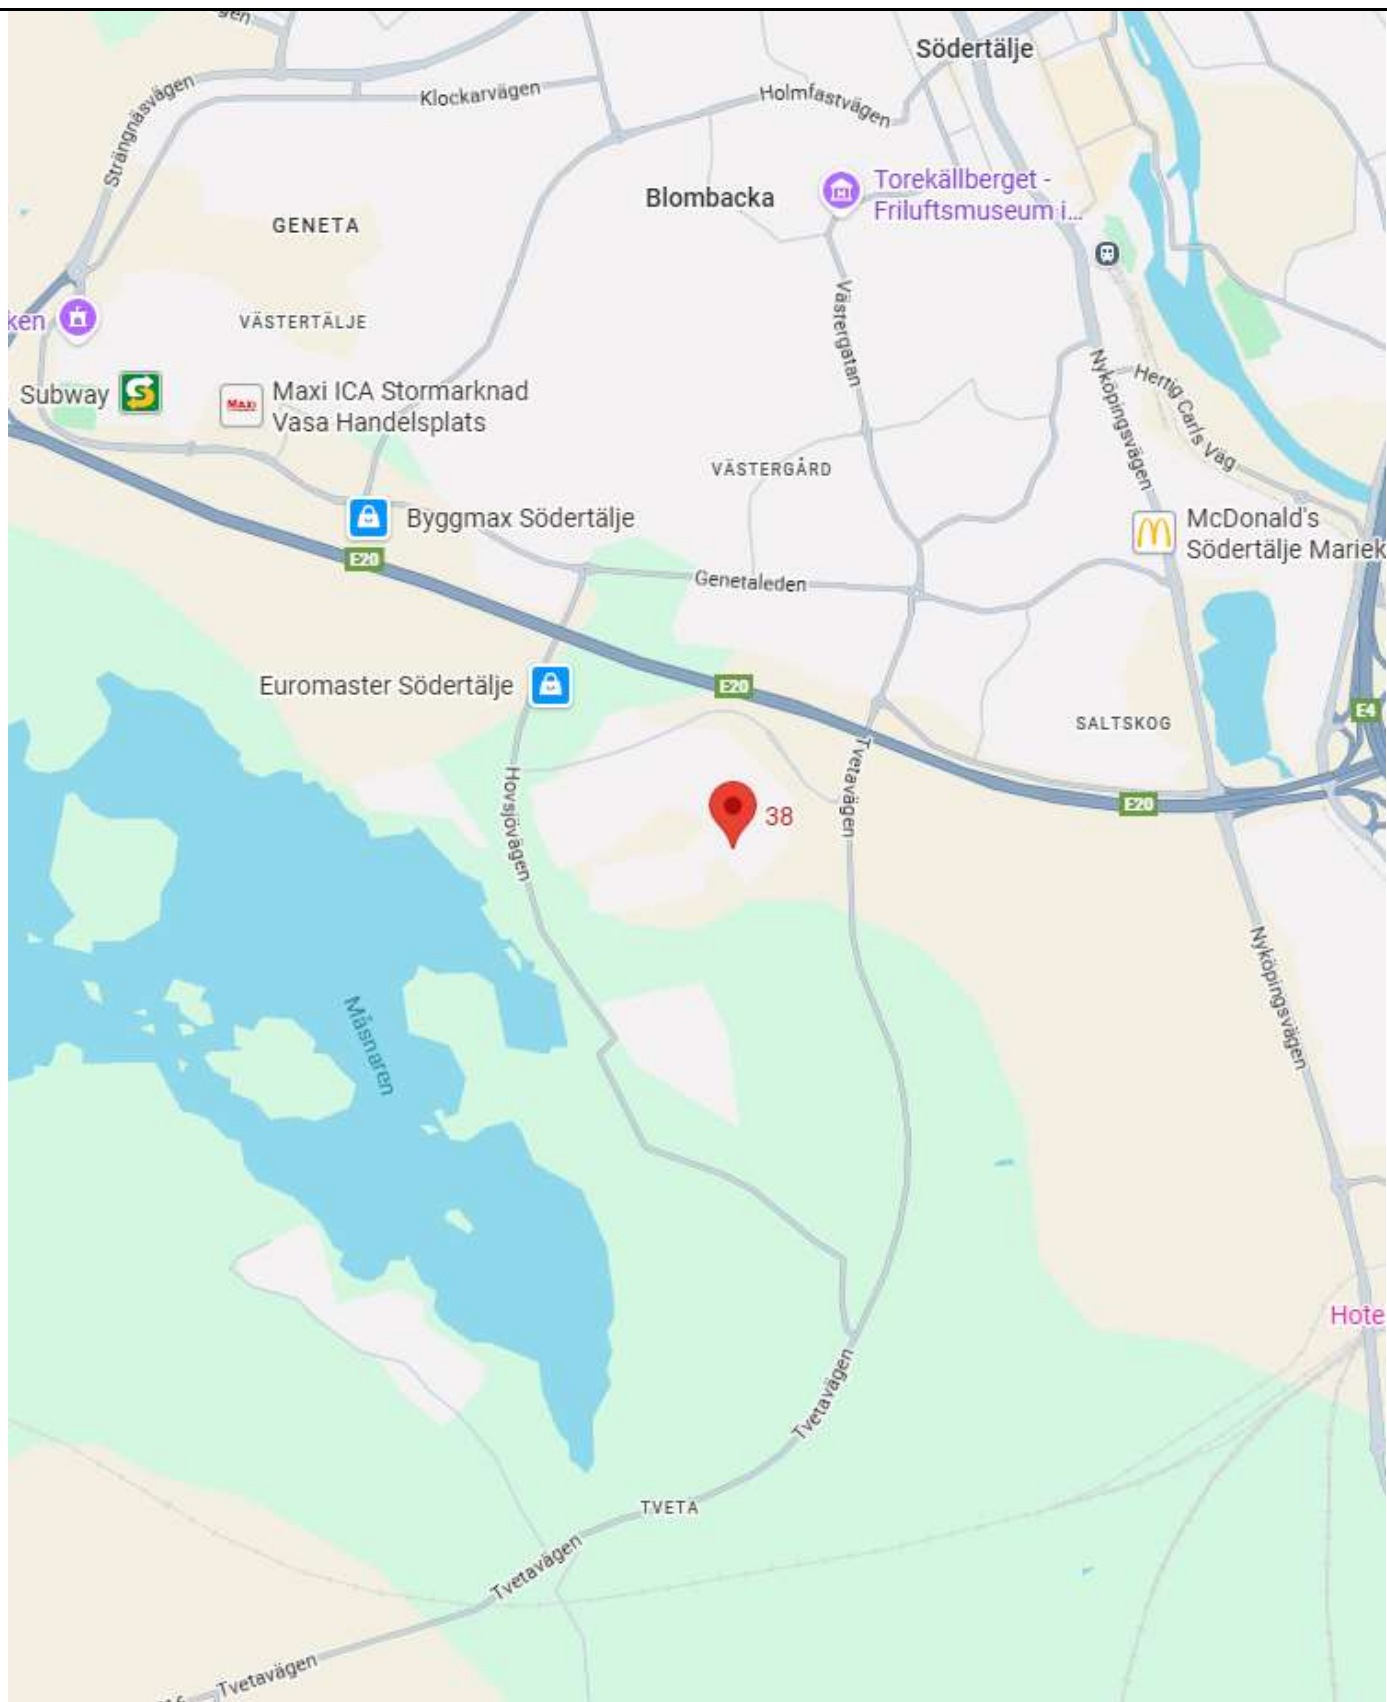 Södertälje
Klockarvägen
Holmfastvägen
Strängnäsvägen
Torekällberget -
Friluftsmuseum i...
Blombacka
GENETA
Västergatan
ken
VÄSTERTÄLJE
Nyköpingsvägen
Hertig Carls Väg
Subway
Maxi
Maxi ICA Stormarknad
Vasa Handelsplats
VÄSTERGÅRD
Byggmax Södertälje
McDonald's
Södertälje Mariek
E20
Genetaleden
Euromaster Södertälje
E20
E4
SALTSKOG
Tvetavägen
Hovsjövägen
E20
38
Nyköpingsvägen
Måsnaren
Hote
Tvetavägen
TVETA
Tvetavägen
Tvetavägen